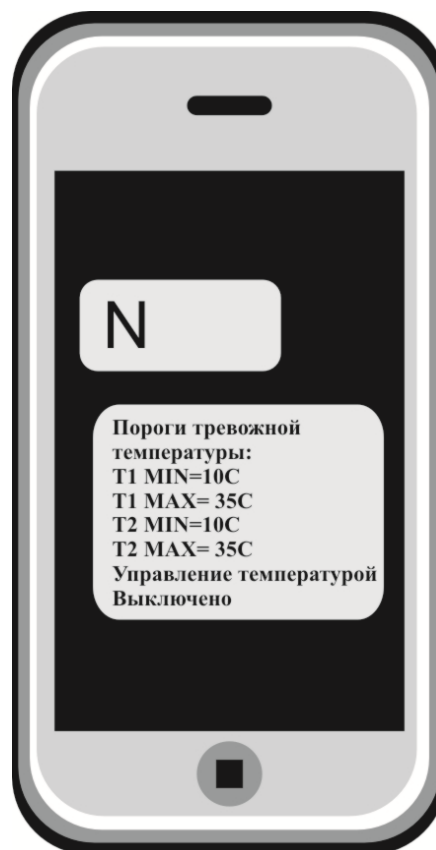 N
Пороги тревожной
температуры:
T1 MIN=10C
T1 MAX= 35C
T2 MIN=10C
T2 MAX= 35C
Управление температурой
Выключено